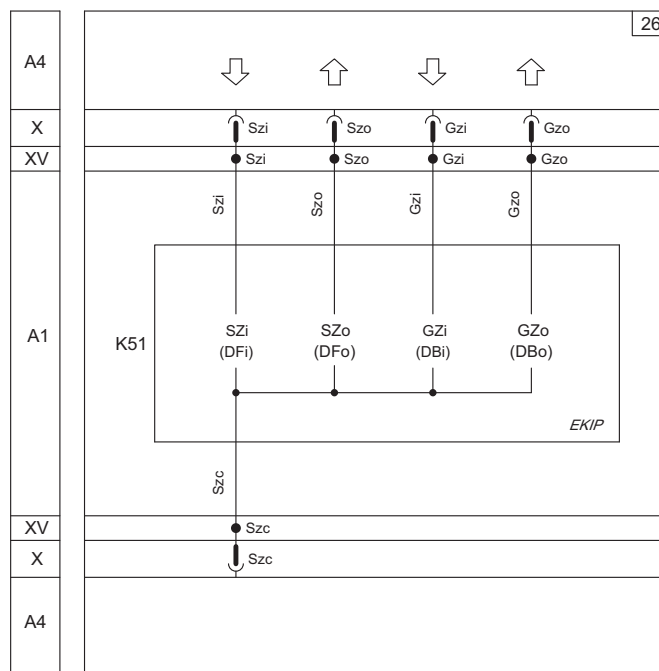 26
A4
X
Szi Szo Gzi Gzo
XV
Szi Szo Gzi Gzo
Szi Szo Gzi Gzo
A1
K51
SZi SZo GZi GZo
(DFi) (DFo) (DBi) (DBo)
EKIP
Szc
XV
Szc
X
Szc
A4